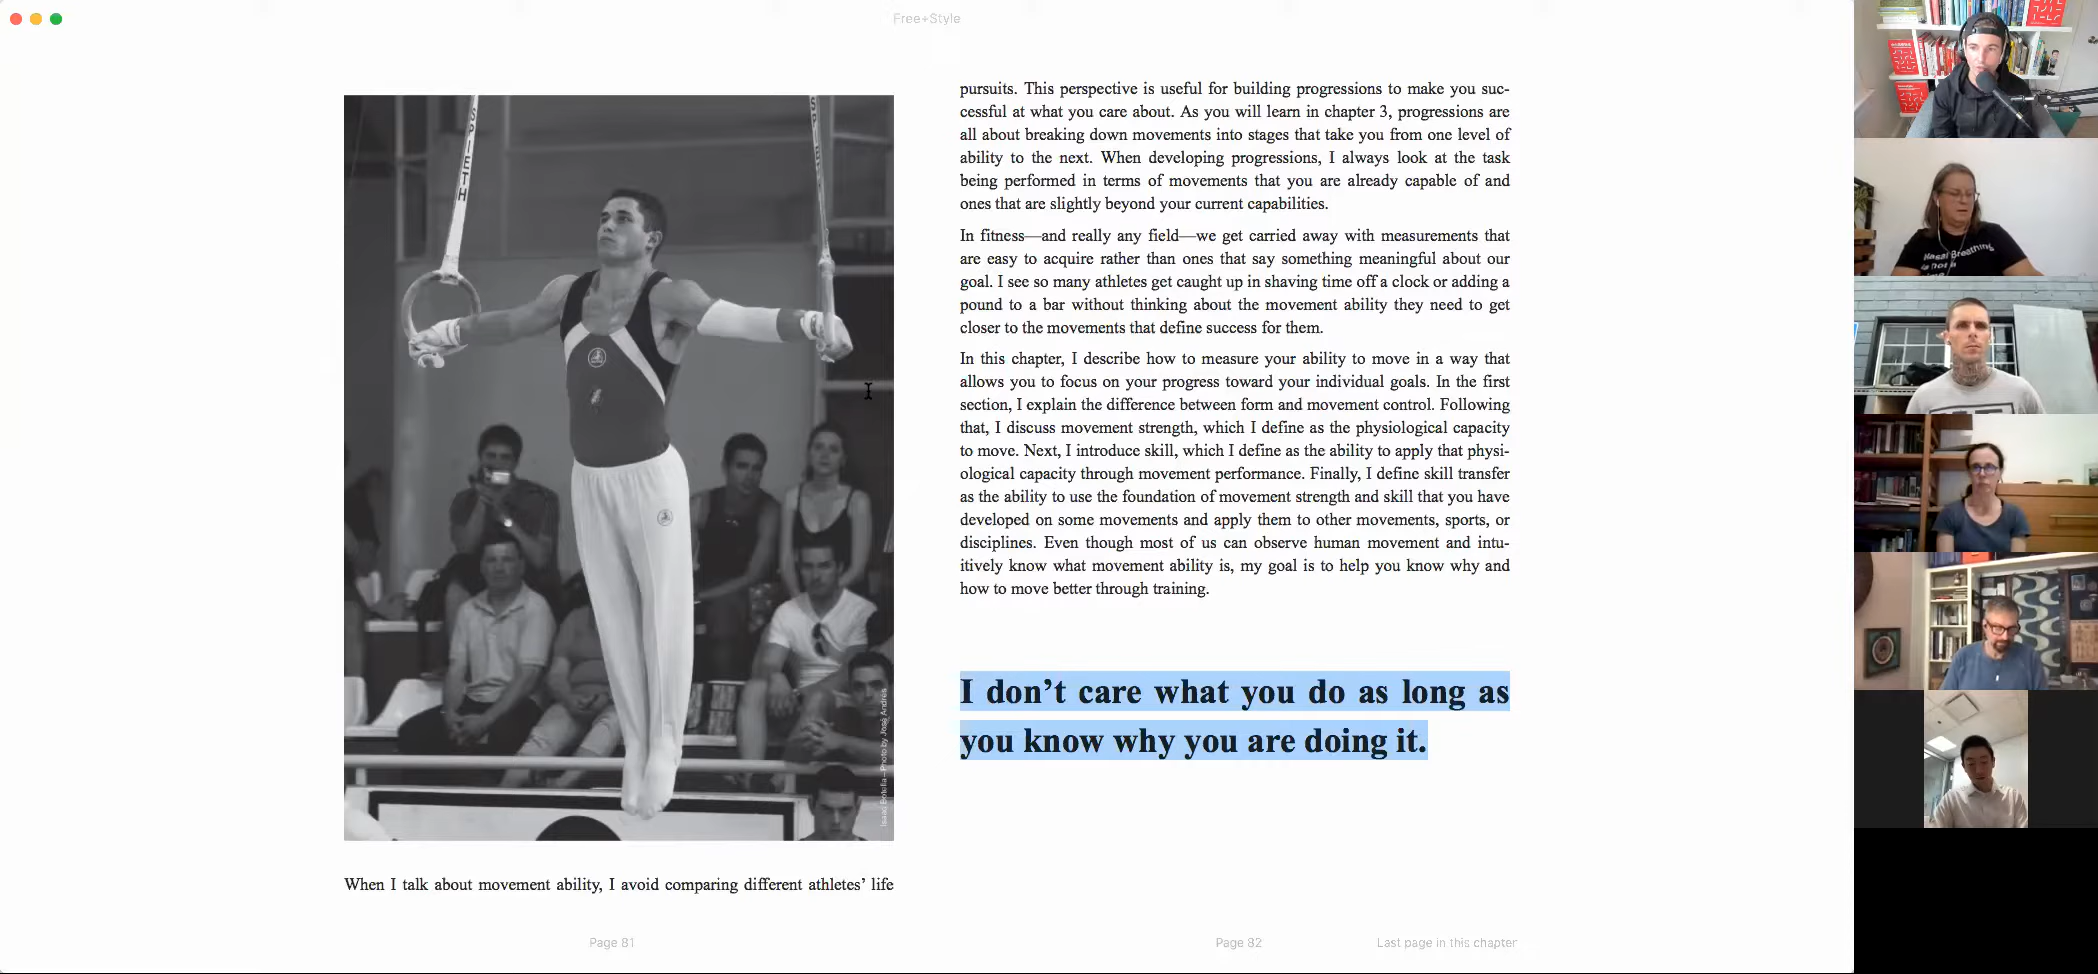 Free+Style
SPIETH
When I talk about movement ability, I avoid comparing different athletes’ life
Isaac Botella – Photo by José Andrés
Page 81
pursuits. This perspective is useful for building progressions to make you suc-
cessful at what you care about. As you will learn in chapter 3, progressions are
all about breaking down movements into stages that take you from one level of
ability to the next. When developing progressions, I always look at the task
being performed in terms of movements that you are already capable of and
ones that are slightly beyond your current capabilities.
In fitness—and really any field—we get carried away with measurements that
are easy to acquire rather than ones that say something meaningful about our
goal. I see so many athletes get caught up in shaving time off a clock or adding a
pound to a bar without thinking about the movement ability they need to get
closer to the movements that define success for them.
In this chapter, I describe how to measure your ability to move in a way that
allows you to focus on your progress toward your individual goals. In the first
section, I explain the difference between form and movement control. Following
that, I discuss movement strength, which I define as the physiological capacity
to move. Next, I introduce skill, which I define as the ability to apply that physi-
ological capacity through movement performance. Finally, I define skill transfer
as the ability to use the foundation of movement strength and skill that you have
developed on some movements and apply them to other movements, sports, or
disciplines. Even though most of us can observe human movement and intu-
itively know what movement ability is, my goal is to help you know why and
how to move better through training.
I don’t care what you do as long as
you know why you are doing it.
Page 82
Last page in this chapter
Nasal Breathing